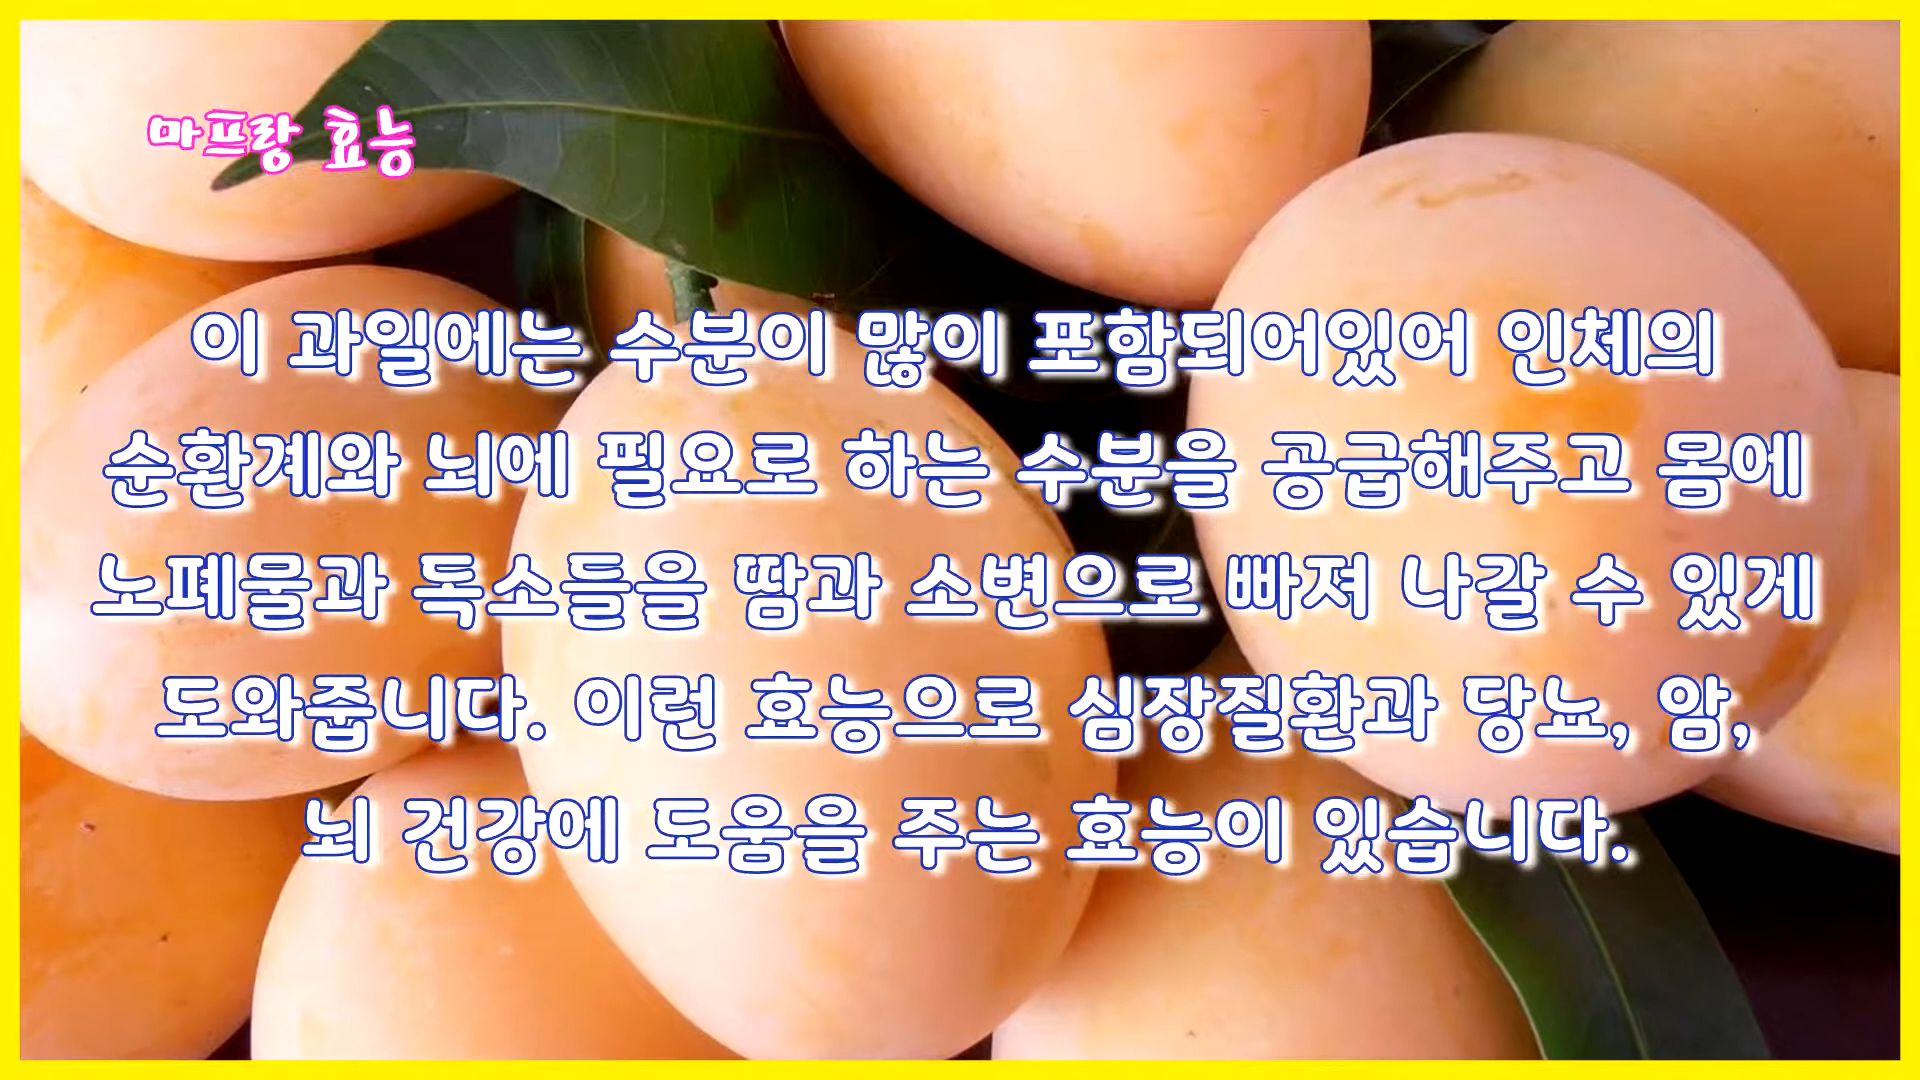 마프랑 효능
이 과일에는 수분이 많이 포함되어있어 인체의
순환계와 뇌에 필요로 하는 수분을 공급해주고 몸에
노폐물과 독소들을 땀과 소변으로 빠져 나갈 수 있게
도와줍니다. 이런 효능으로 심장질환과 당뇨, 암,
뇌 건강에 도움을 주는 효능이 있습니다.